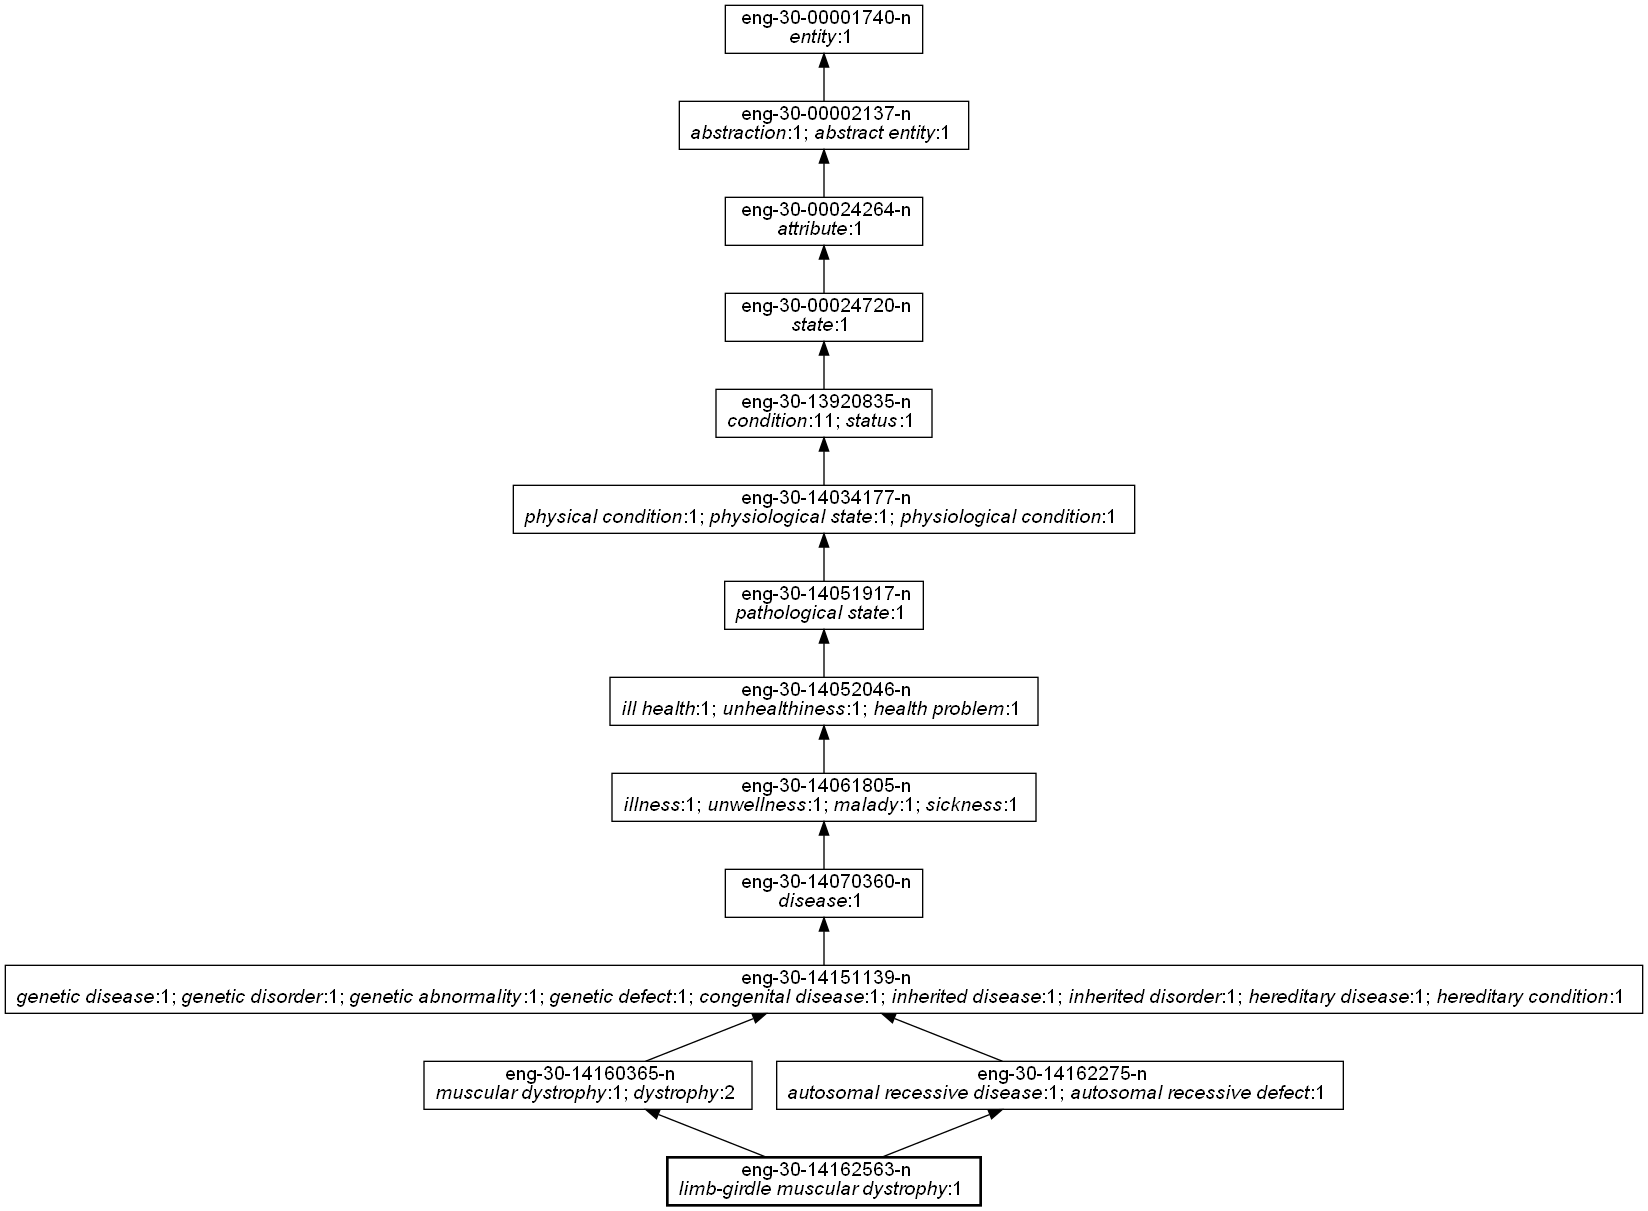 eng-30-00001740-n
entity:1
eng-30-00002137-n
abstraction:1; abstract entity:1
eng-30-00024264-n
attribute:1
eng-30-00024720-n
state:1
eng-30-13920835-n
condition:11; status:1
eng-30-14034177-n
physical condition:1; physiological state:1; physiological condition:1
eng-30-14051917-n
pathological state:1
eng-30-14052046-n
ill health:1; unhealthiness:1; health problem:1
eng-30-14061805-n
illness:1; unwellness:1; malady:1; sickness:1
eng-30-14070360-n
disease:1
eng-30-14151139-n
genetic disease:1; genetic disorder:1; genetic abnormality:1; genetic defect:1; congenital disease:1; inherited disease:1; inherited disorder:1; hereditary disease:1; hereditary condition:1
eng-30-14160365-n
muscular dystrophy:1; dystrophy:2
eng-30-14162275-n
autosomal recessive disease:1; autosomal recessive defect:1
eng-30-14162563-n
limb-girdle muscular dystrophy:1